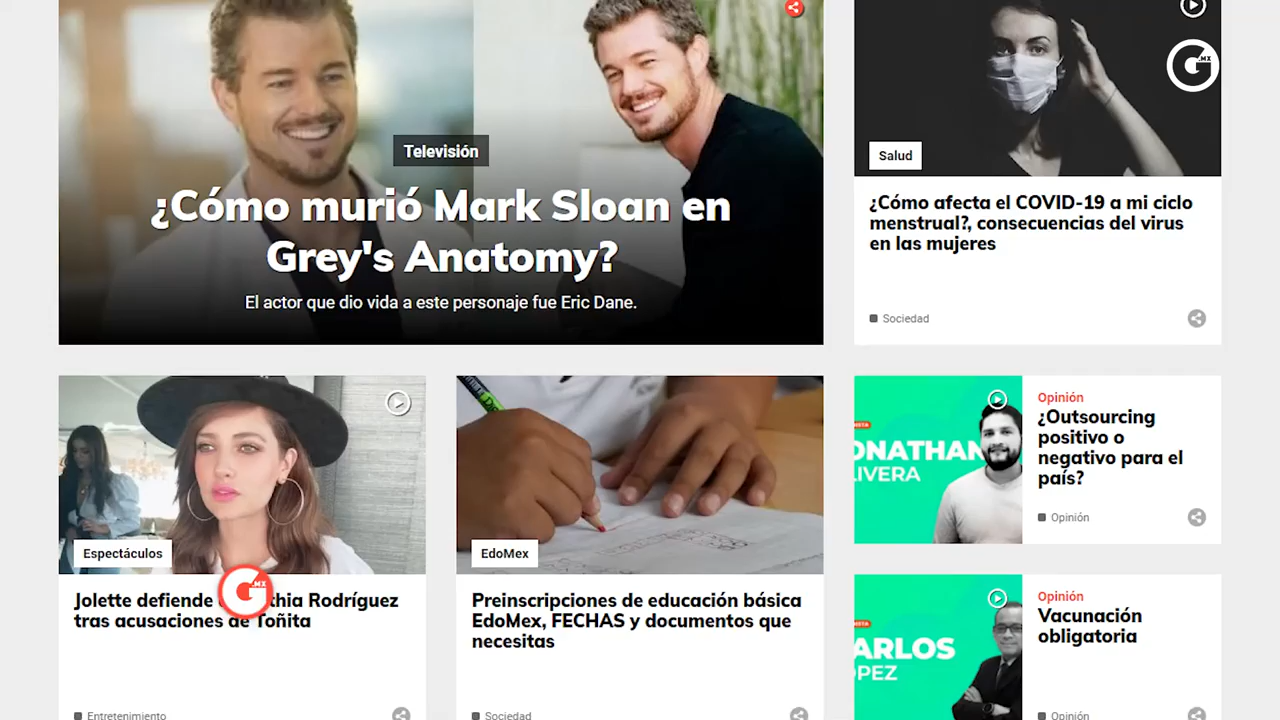 Televisión
¿Cómo murió Mark Sloan en
Grey's Anatomy?
El actor que dio vida a este personaje fue Eric Dane.
G.MX
Salud
¿Cómo afecta el COVID-19 a mi ciclo
menstrual?, consecuencias del virus
en las mujeres
Sociedad
Espectáculos
G.MX
Jolette defiende Rodríguez
tras acusaciones de Toñita
Entretenimiento
EdoMex
Preinscripciones de educación básica
EdoMex, FECHAS y documentos que
necesitas
Sociedad
ONATHAN
LIVERA
Opinión
¿Outsourcing
positivo o
negativo para el
país?
Opinión
ARLOS
PEZ
Opinión
Vacunación
obligatoria
Opinión